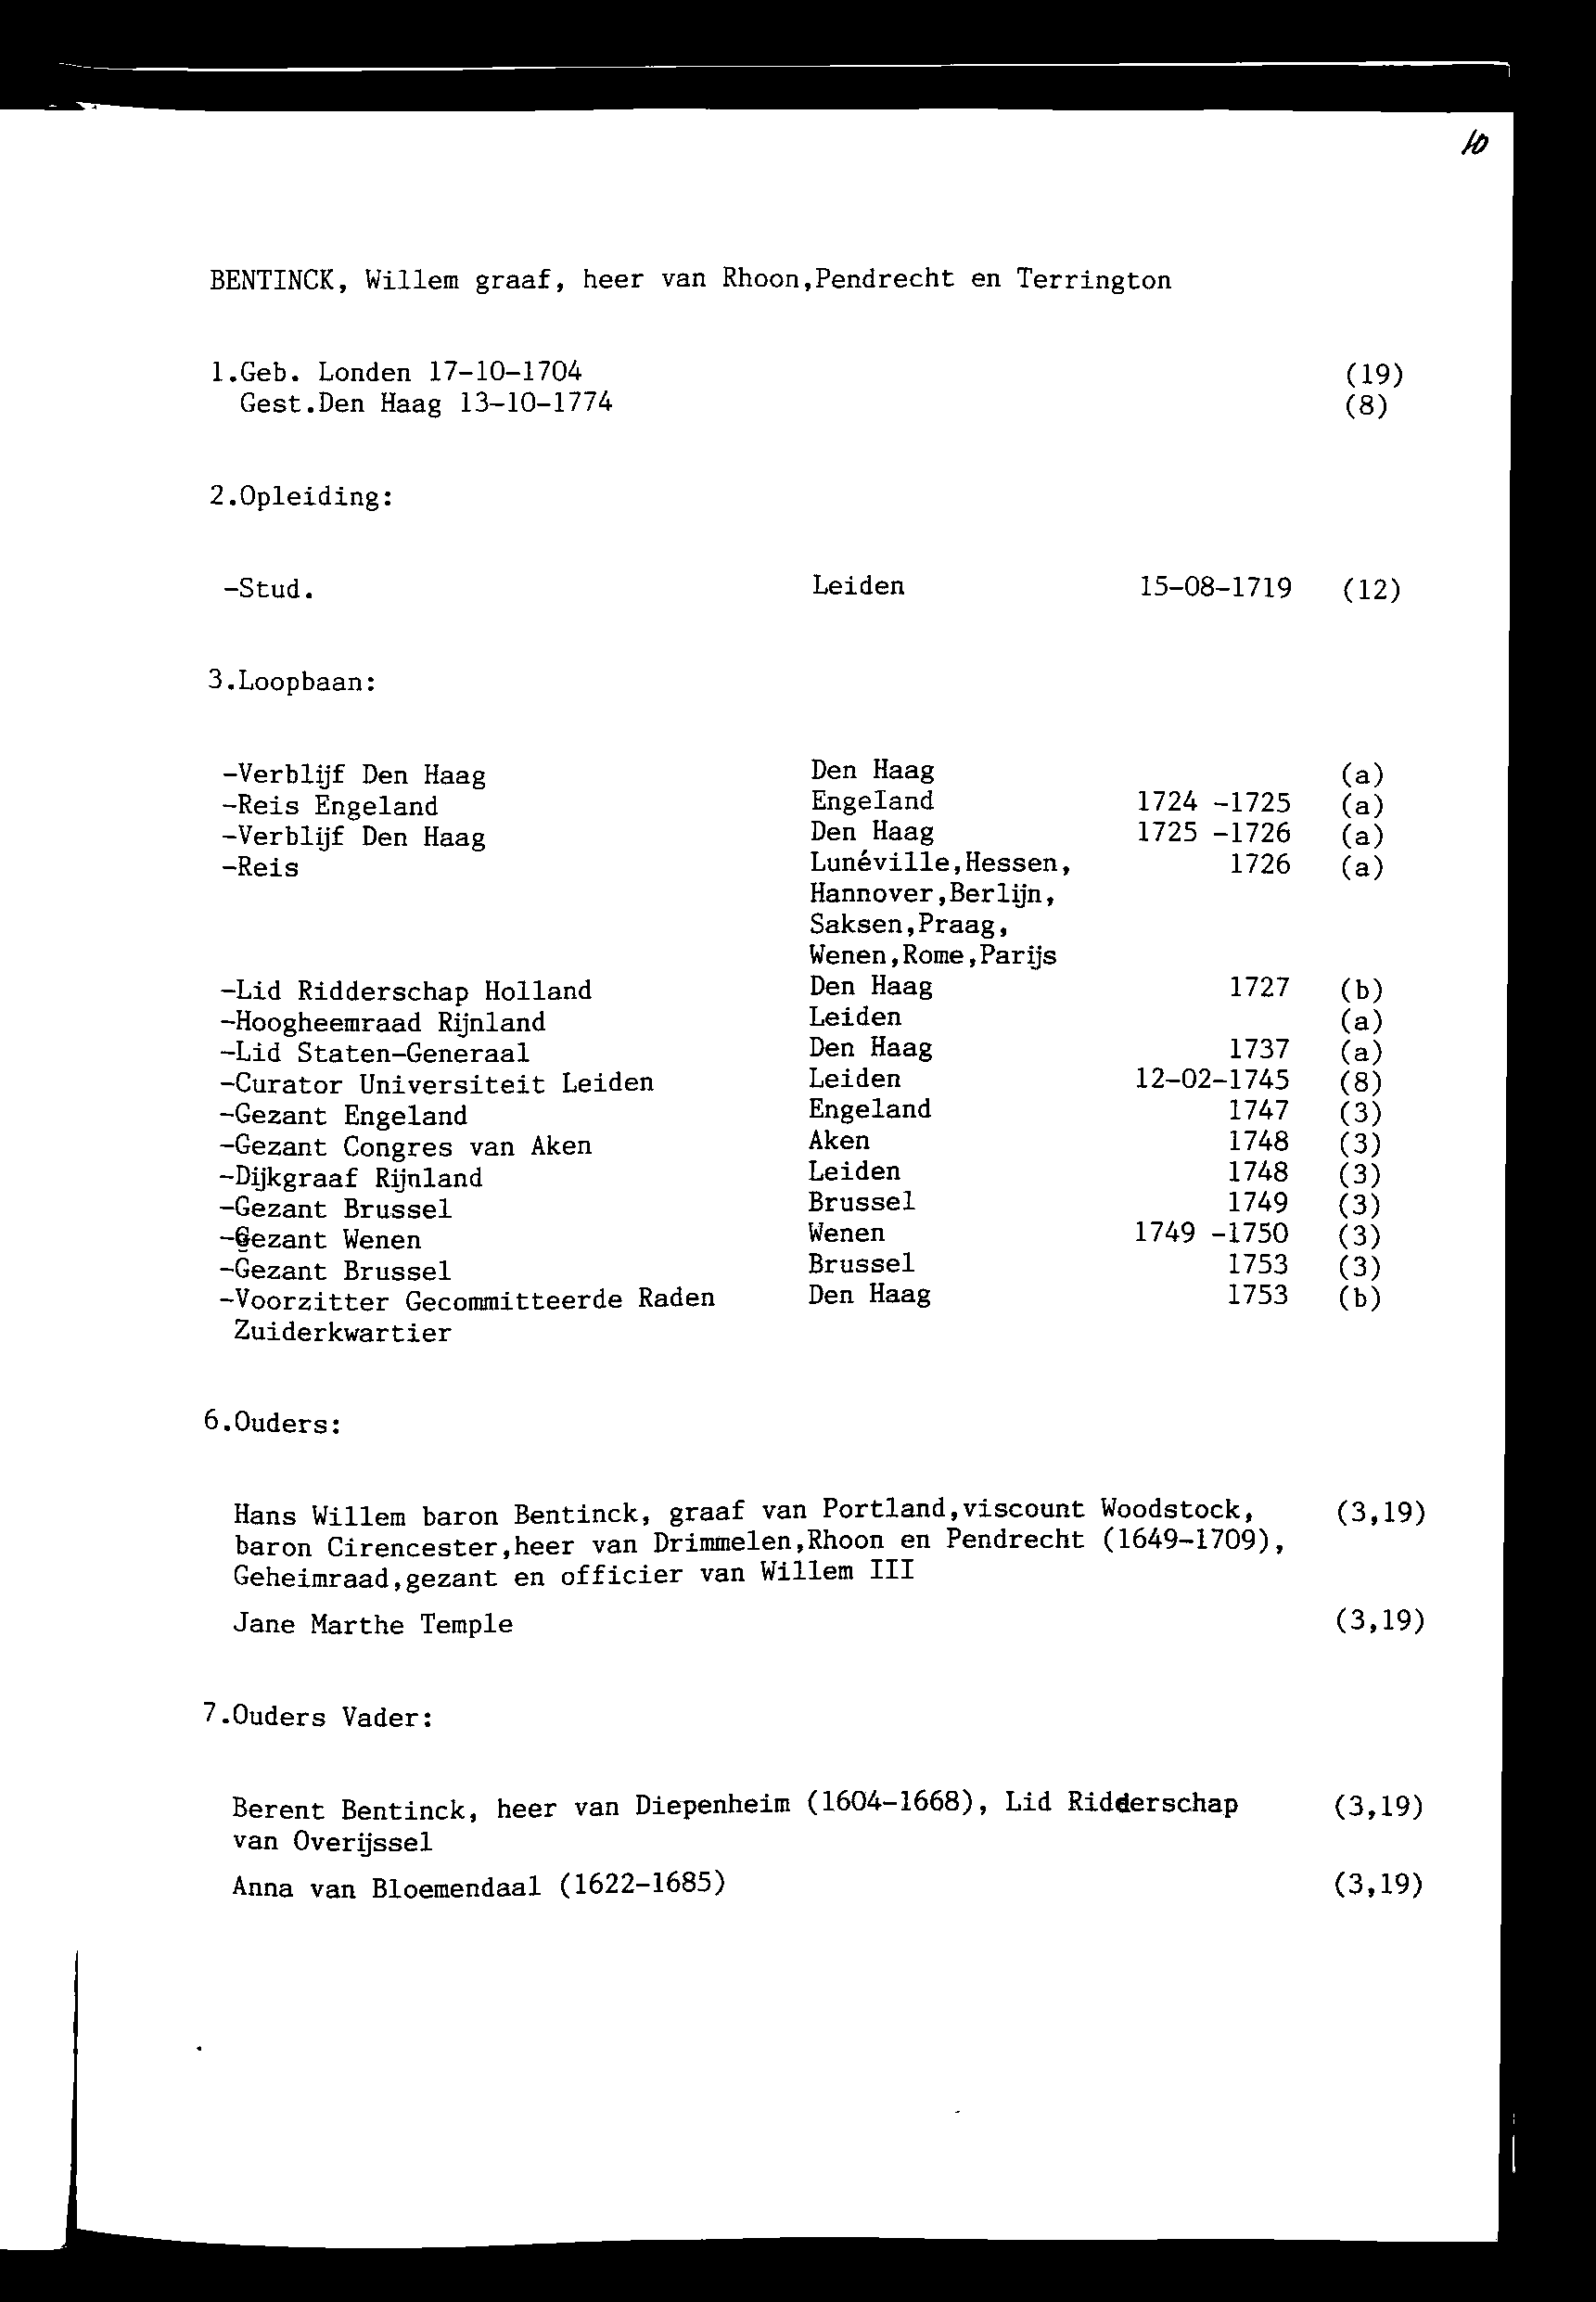 10
BENTINCK, Willem graaf, heer van Rhoon,Pendrecht en Terrington
1.Geb. Londen 17-10-1704 (19)
Gest.Den Haag 13-10-1774 (8)
2.Opleiding:
-Stud. Leiden 15-08-1719 (12)
3.Loopbaan:
-Verblijf Den Haag Den Haag (a)
-Reis Engeland Engeland 1724 -1725 (a)
-Verblijf Den Haag Den Haag 1725 -1726 (a)
-Reis Lunéville,Hessen, 1726 (a)
Hannover,Berlijn,
Saksen,Praag,
Wenen,Rome,Parijs
-Lid Ridderschap Holland Den Haag 1727 (b)
-Hoogheemraad Rijnland Leiden (a)
-Lid Staten-Generaal Den Haag 1737 (a)
-Curator Universiteit Leiden Leiden 12-02-1745 (8)
-Gezant Engeland Engeland 1747 (3)
-Gezant Congres van Aken Aken 1748 (3)
-Dijkgraaf Rijnland Leiden 1748 (3)
-Gezant Brussel Brussel 1749 (3)
-Gezant Wenen Wenen 1749 -1750 (3)
-Gezant Brussel Brussel 1753 (3)
-Voorzitter Gecommitteerde Raden Den Haag 1753 (b)
Zuiderkwartier
6.Ouders:
Hans Willem baron Bentinck, graaf van Portland,viscount Woodstock, (3,19)
baron Cirencester,heer van Drimmelen,Rhoon en Pendrecht (1649-1709),
Geheimraad,gezant en officier van Willem III
Jane Marthe Temple (3,19)
7.Ouders Vader:
Berent Bentinck, heer van Diepenheim (1604-1668), Lid Ridderschap (3,19)
van Overijssel
Anna van Bloemendaal (1622-1685) (3,19)